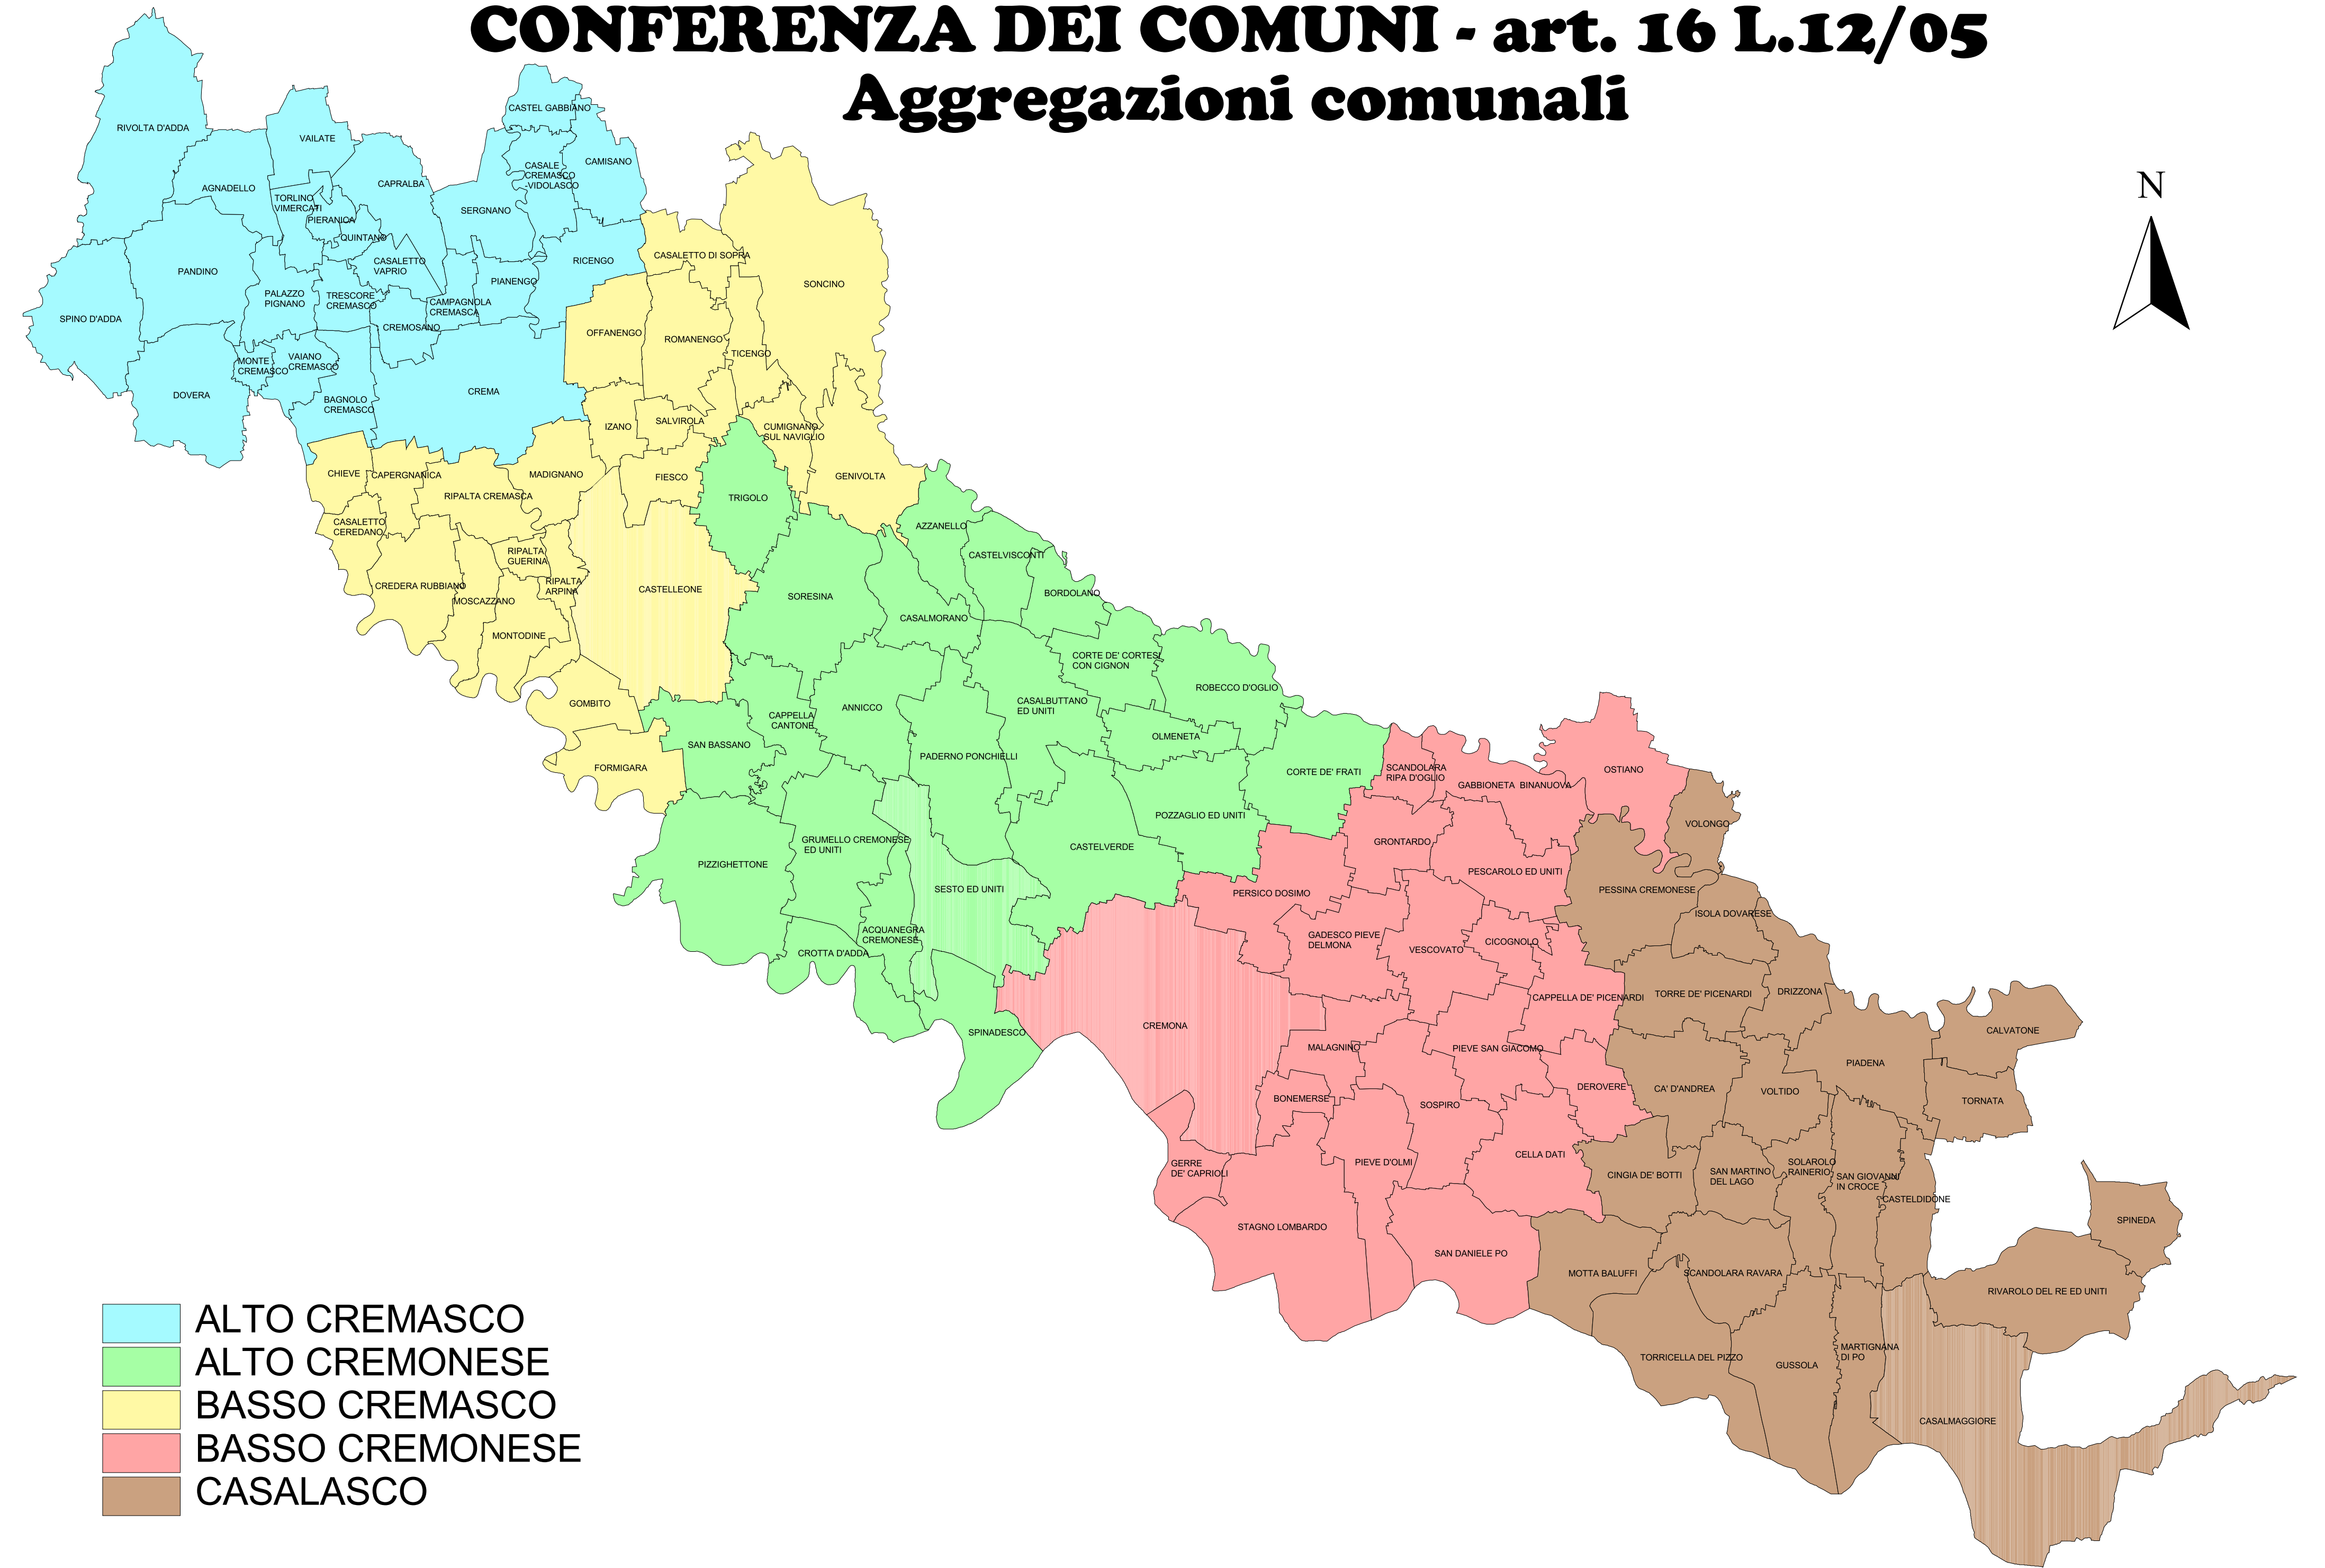 CONFERENZA DEI COMUNI - art. 16 L.12/05
Aggregazioni comunali
N
RIVOLTA D'ADDA
VAILATE
CASTEL GABBIANO
CAMISANO
CASALE
CREMASCO
-VIDOLASCO
AGNADELLO
CAPRALBA
TORLINO
VIMERCATI
PIERANICA
SERGNANO
QUINTANO
PANDINO
CASALETTO
VAPRIO
RICENGO
PIANENGO
PALAZZO
PIGNANO
TRESCORE
CREMASCO
CAMPAGNOLA
CREMASCA
SPINO D'ADDA
CREMOSANO
MONTE
CREMASCO
VAIANO
CREMASCO
DOVERA
BAGNOLO
CREMASCO
CREMA
CASALETTO DI SOPRA
SONCINO
OFFANENGO
ROMANENGO
TICENGO
IZANO
SALVIROLA
CUMIGNANO
SUL NAVIGLIO
CHIEVE
CAPERGNANICA
RIPALTA CREMASCA
MADIGNANO
FIESCO
GENIVOLTA
TRIGOLO
CASALETTO
CEREDANO
AZZANELLO
RIPALTA
GUERINA
CASTELVISCONTI
CREDERA RUBBIANO
RIPALTA
ARPINA
CASTELLEONE
MOSCAZZANO
SORESINA
BORDOLANO
MONTODINE
CASALMORANO
CORTE DE' CORTESI
CON CIGNON
ROBECCO D'OGLIO
GOMBITO
CAPPELLA
CANTONE
ANNICCO
CASALBUTTANO
ED UNITI
SAN BASSANO
OLMENETA
PADERNO PONCHIELLI
FORMIGARA
CORTE DE' FRATI
SCANDOLARA
RIPA D'OGLIO
GABBIONETA  BINANUOVA
OSTIANO
POZZAGLIO ED UNITI
VOLONGO
GRUMELLO CREMONESE
ED UNITI
CASTELVERDE
GRONTARDO
PIZZIGHETTONE
PESCAROLO ED UNITI
SESTO ED UNITI
PERSICO DOSIMO
PESSINA CREMONESE
ISOLA DOVARESE
ACQUANEGRA
CREMONESE
GADESCO PIEVE
DELMONA
VESCOVATO
CICOGNOLO
CROTTA D'ADDA
CAPPELLA DE' PICENARDI
TORRE DE' PICENARDI
DRIZZONA
SPINADESCO
CREMONA
CALVATONE
MALAGNINO
PIEVE SAN GIACOMO
PIADENA
DEROVERE
CA' D'ANDREA
VOLTIDO
BONEMERSE
SOSPIRO
TORNATA
GERRE
DE' CAPRIOLI
PIEVE D'OLMI
CELLA DATI
CINGIA DE' BOTTI
SAN MARTINO
DEL LAGO
SOLAROLO
RAINERIO
SAN GIOVANNI
IN CROCE
CASTELDIDONE
STAGNO LOMBARDO
SPINEDA
SAN DANIELE PO
MOTTA BALUFFI
SCANDOLARA RAVARA
RIVAROLO DEL RE ED UNITI
TORRICELLA DEL PIZZO
GUSSOLA
MARTIGNANA
DI PO
CASALMAGGIORE
ALTO CREMASCO
ALTO CREMONESE
BASSO CREMASCO
BASSO CREMONESE
CASALASCO